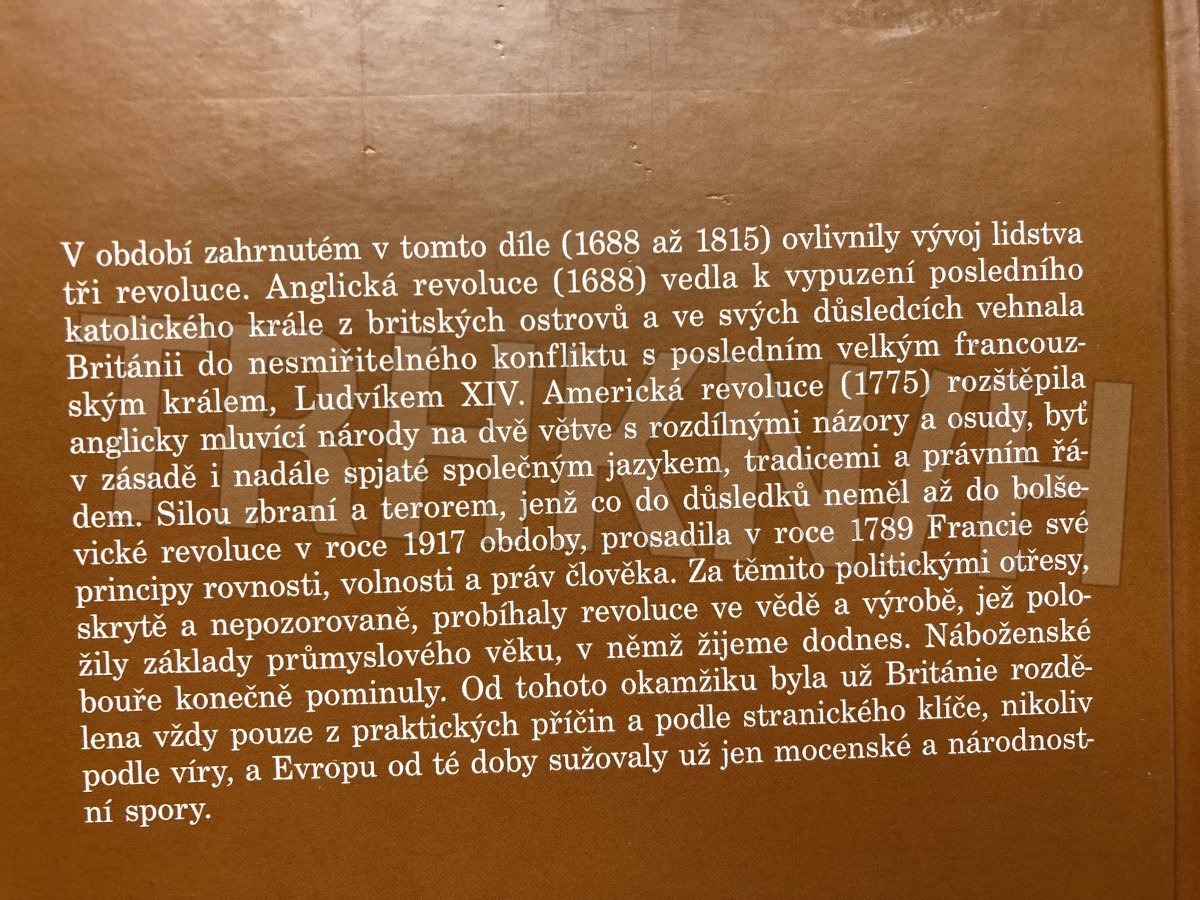 V období zahrnutém v tomto díle (1688 až 1815) ovlivnily vývoj lidstva
tři revoluce. Anglická revoluce (1688) vedla k vypuzení posledního
katolického krále z britských ostrovů a ve svých důsledcích vehnala
Británii do nesmiřitelného konfliktu s posledním velkým francouz-
ským králem, Ludvíkem XIV. Americká revoluce (1775) rozštěpila
anglicky mluvící národy na dvě větve s rozdílnými názory a osudy, byť
v zásadě i nadále spjaté společným jazykem, tradicemi a právním řá-
dem. Silou zbraní a terorem, jenž co do důsledků neměl až do bolše-
vické revoluce v roce 1917 obdoby, prosadila v roce 1789 Francie své
principy rovnosti, volnosti a práv člověka. Za těmito politickými otřesy,
skrytě a nepozorovaně, probíhaly revoluce ve vědě a výrobě, jež polo-
žily základy průmyslového věku, v němž žijeme dodnes. Náboženské
bouře konečně pominuly. Od tohoto okamžiku byla už Británie rozdě-
lena vždy pouze z praktických příčin a podle stranického klíče, nikoliv
podle víry, a Evropu od té doby sužovaly už jen mocenské a národnost-
ní spory.